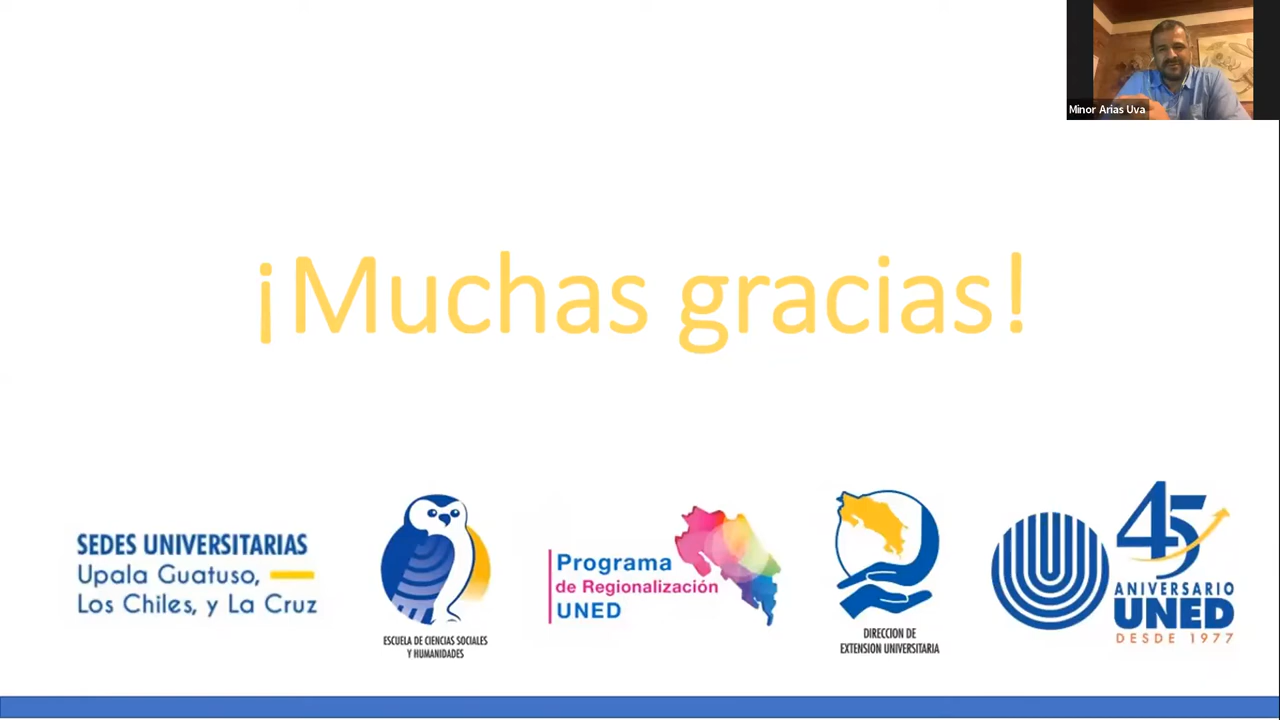 Minor Arias Uva
¡Muchas gracias!
SEDES UNIVERSITARIAS
Upala Guatuso,
Los Chiles, y La Cruz
ESCUELA DE CIENCIAS SOCIALES
Y HUMANIDADES
Programa
de Regionalización
UNED
DIRECCION DE
EXTENSION UNIVERSITARIA
45
ANIVERSARIO
UNED
DESDE 1977